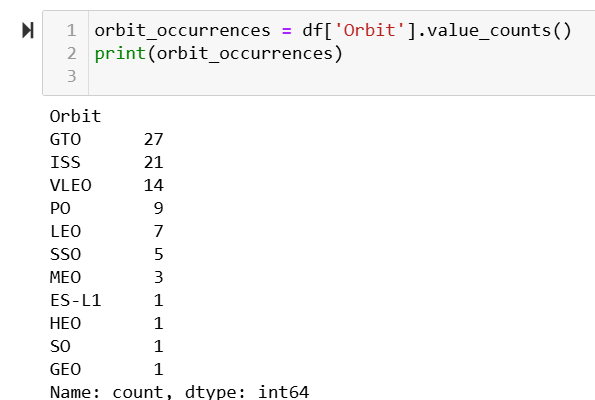 1 orbit_occurrences = df['Orbit'].value_counts()
2 print(orbit_occurrences)
3
Orbit
GTO 27
ISS 21
VLEO 14
PO 9
LEO 7
SSO 5
MEO 3
ES-L1 1
HEO 1
SO 1
GEO 1
Name: count, dtype: int64